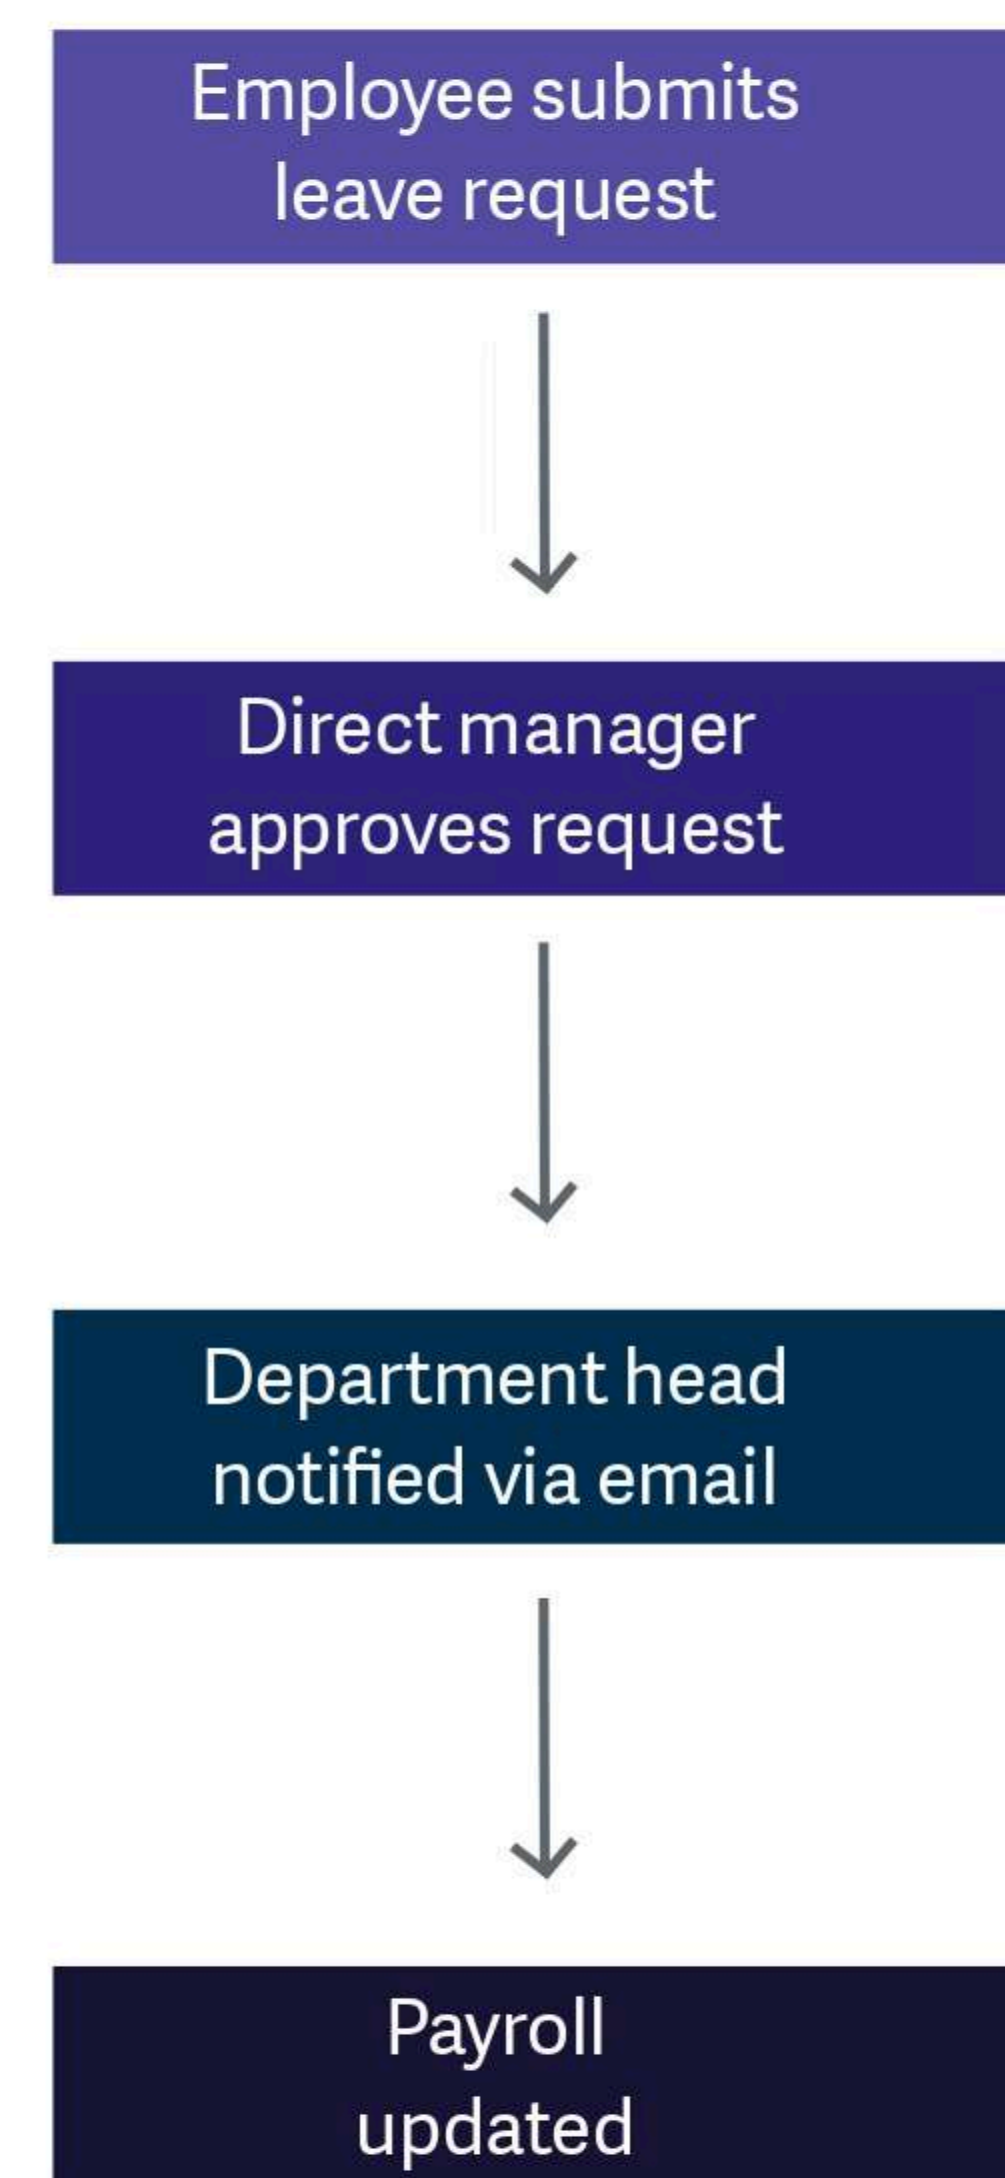 Employee submits
leave request
Direct manager
approves request
Department head
notified via email
Payroll
updated